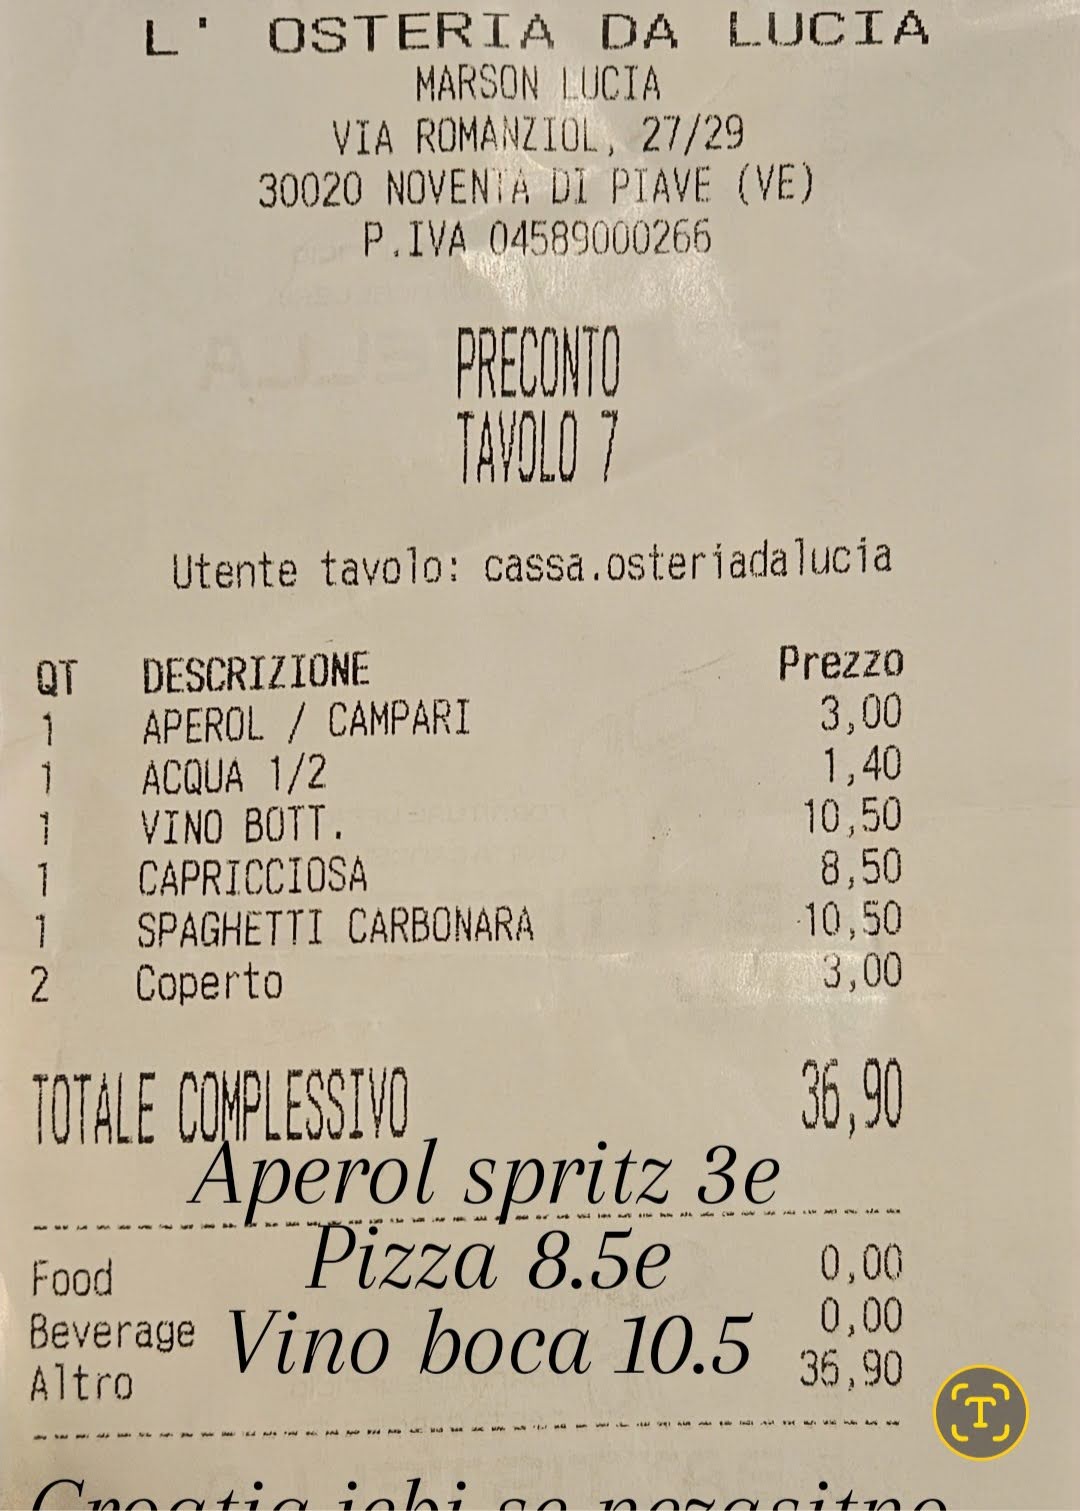 L' OSTERIA DA LUCIA
MARSON LUCIA
VIA ROMANZIOL, 27/29
30020 NOVENTA DI PIAVE (VE)
P.IVA 04589000266
PRECONTO
TAVOLO 7
Utente tavolo: cassa.osteriadalucia
QT DESCRIZIONE Prezzo
1 APEROL / CAMPARI 3,00
1 ACQUA 1/2 1,40
1 VINO BOTT. 10,50
1 CAPRICCIOSA 8,50
1 SPAGHETTI CARBONARA 10,50
2 Coperto 3,00
TOTALE COMPLESSIVO 36,90
Aperol spritz 3e
Food 0,00
Pizza 8.5e
Beverage 0,00
Vino boca 10.5
Altro 36,90
Croatia jebi se nezasitno